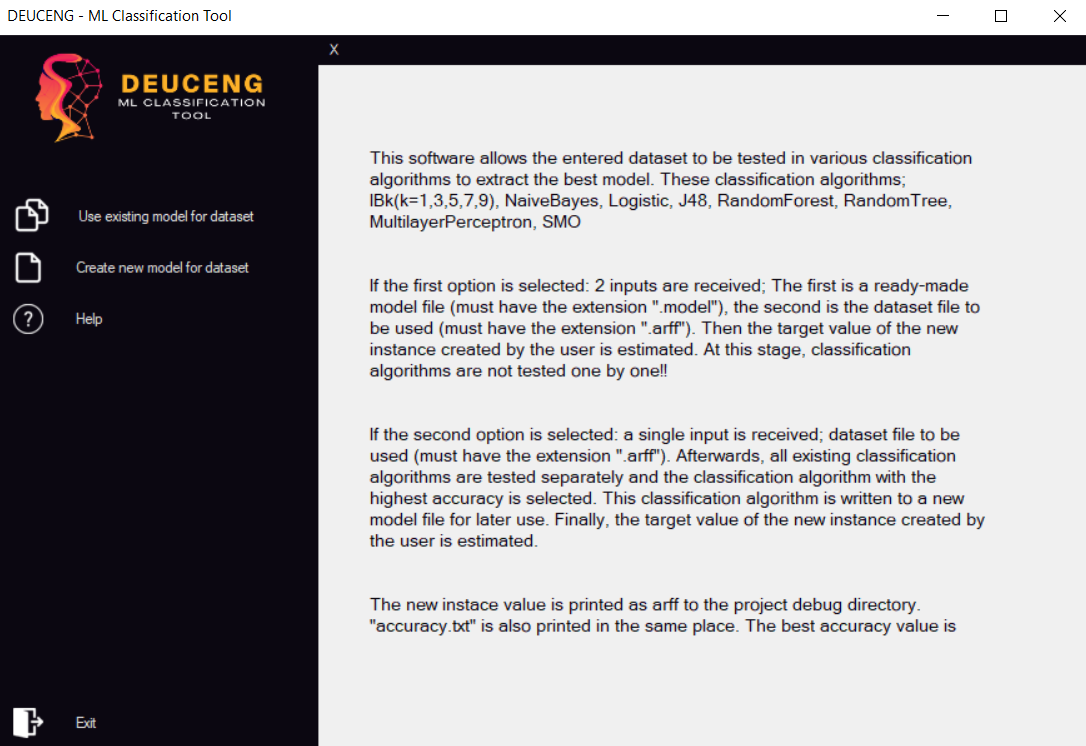 DEUCENG - ML Classification Tool
X
DEUCENG
ML CLASSIFICATION
TOOL
Use existing model for dataset
Create new model for dataset
? Help
Exit
This software allows the entered dataset to be tested in various classification
algorithms to extract the best model. These classification algorithms;
IBk(k=1,3,5,7,9), NaiveBayes, Logistic, J48, RandomForest, RandomTree,
MultilayerPerceptron, SMO
If the first option is selected: 2 inputs are received; The first is a ready-made
model file (must have the extension ".model"), the second is the dataset file to
be used (must have the extension ".arff"). Then the target value of the new
instance created by the user is estimated. At this stage, classification
algorithms are not tested one by one!!
If the second option is selected: a single input is received; dataset file to be
used (must have the extension ".arff"). Afterwards, all existing classification
algorithms are tested separately and the classification algorithm with the
highest accuracy is selected. This classification algorithm is written to a new
model file for later use. Finally, the target value of the new instance created by
the user is estimated.
The new instace value is printed as arff to the project debug directory.
"accuracy.txt" is also printed in the same place. The best accuracy value is